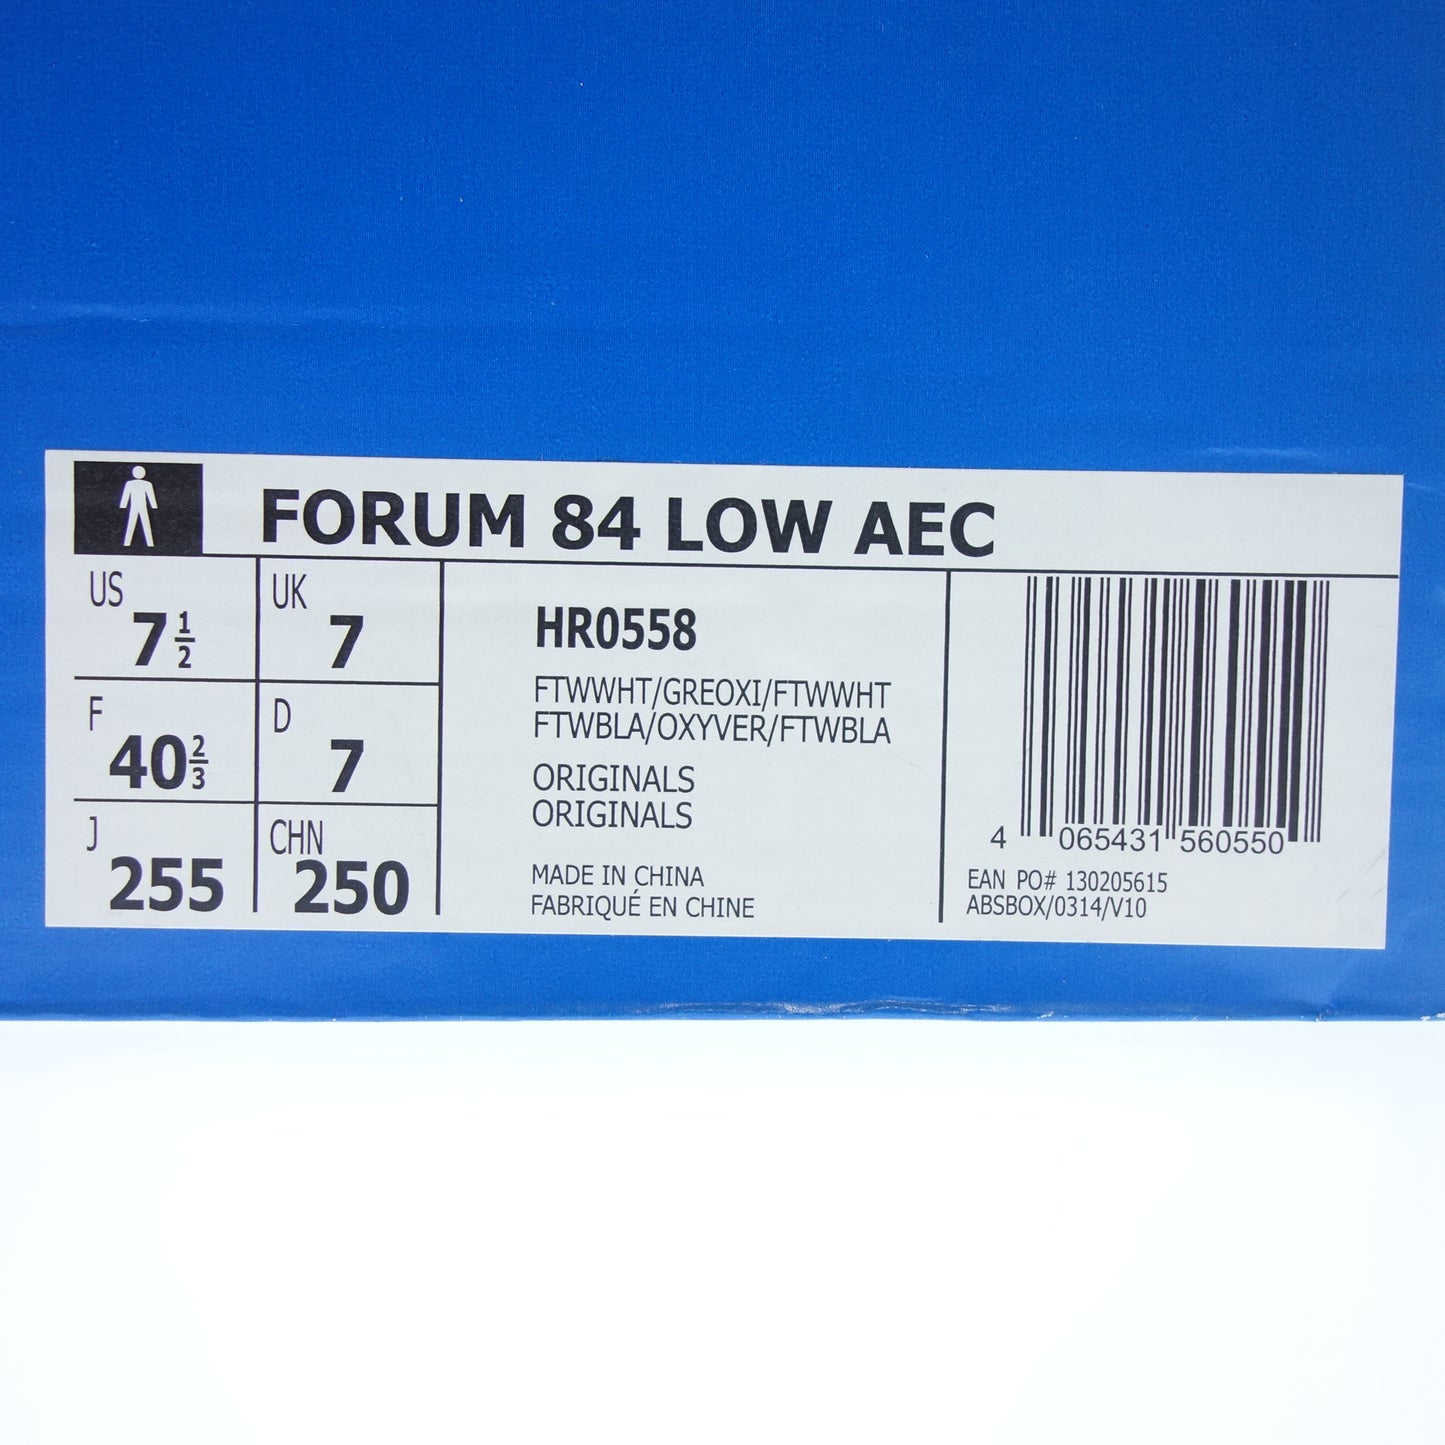 FORUM 84 LOW AEC
US 7 1/2
UK 7
F 40 2/3
D 7
J 255
CHN 250
HR0558
FTWWHT/GREOXI/FTWWHT
FTWBLA/OXYVER/FTWBLA
ORIGINALS
ORIGINALS
MADE IN CHINA
FABRIQUÉ EN CHINE
4 065431 560550
EAN PO# 130205615
ABSBOX/0314/V10